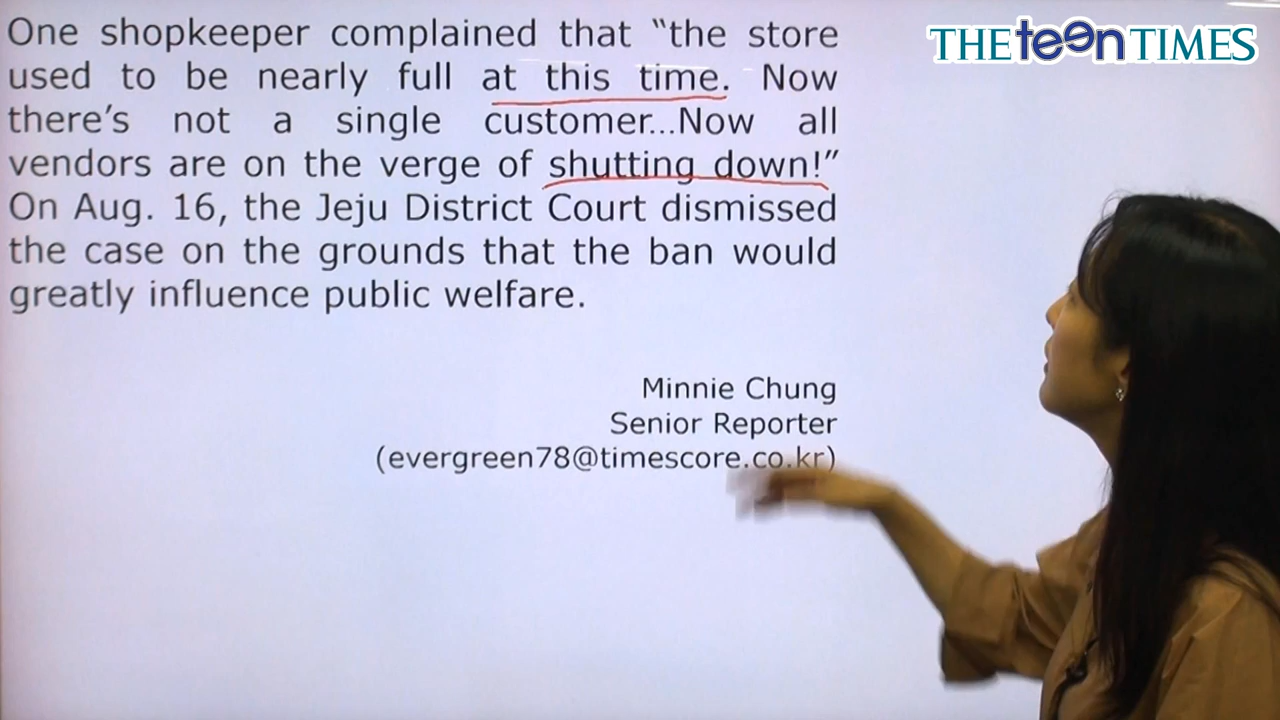 One shopkeeper complained that “the store
used to be nearly full at this time. Now
there’s not a single customer...Now all
vendors are on the verge of shutting down!”
On Aug. 16, the Jeju District Court dismissed
the case on the grounds that the ban would
greatly influence public welfare.
Minnie Chung
Senior Reporter
(evergreen78@timescore.co.kr)
THE teen TIMES